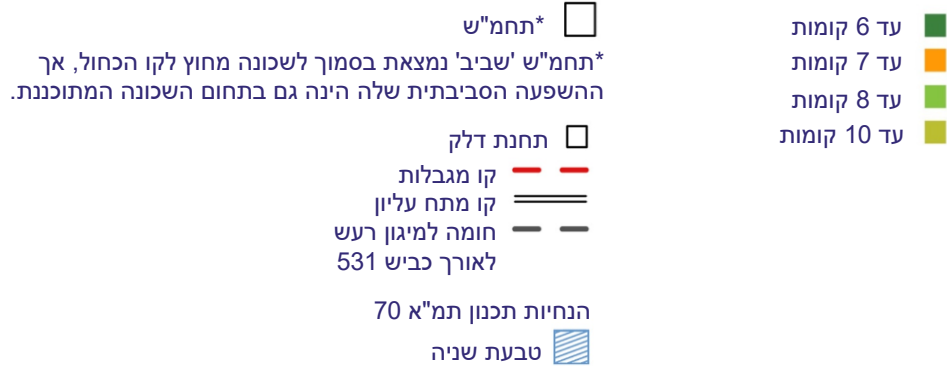 עד 6 קומות
עד 7 קומות
עד 8 קומות
עד 10 קומות
*תחמ"ש
*תחמ"ש 'שביב' נמצאת בסמוך לשכונה מחוץ לקו הכחול, אך
ההשפעה הסביבתית שלה הינה גם בתחום השכונה המתוכננת.
תחנת דלק
קו מגבלות
קו מתח עליון
חומה למיגון רעש
לאורך כביש 531
הנחיות תכנון תמ"א 70
טבעת שניה